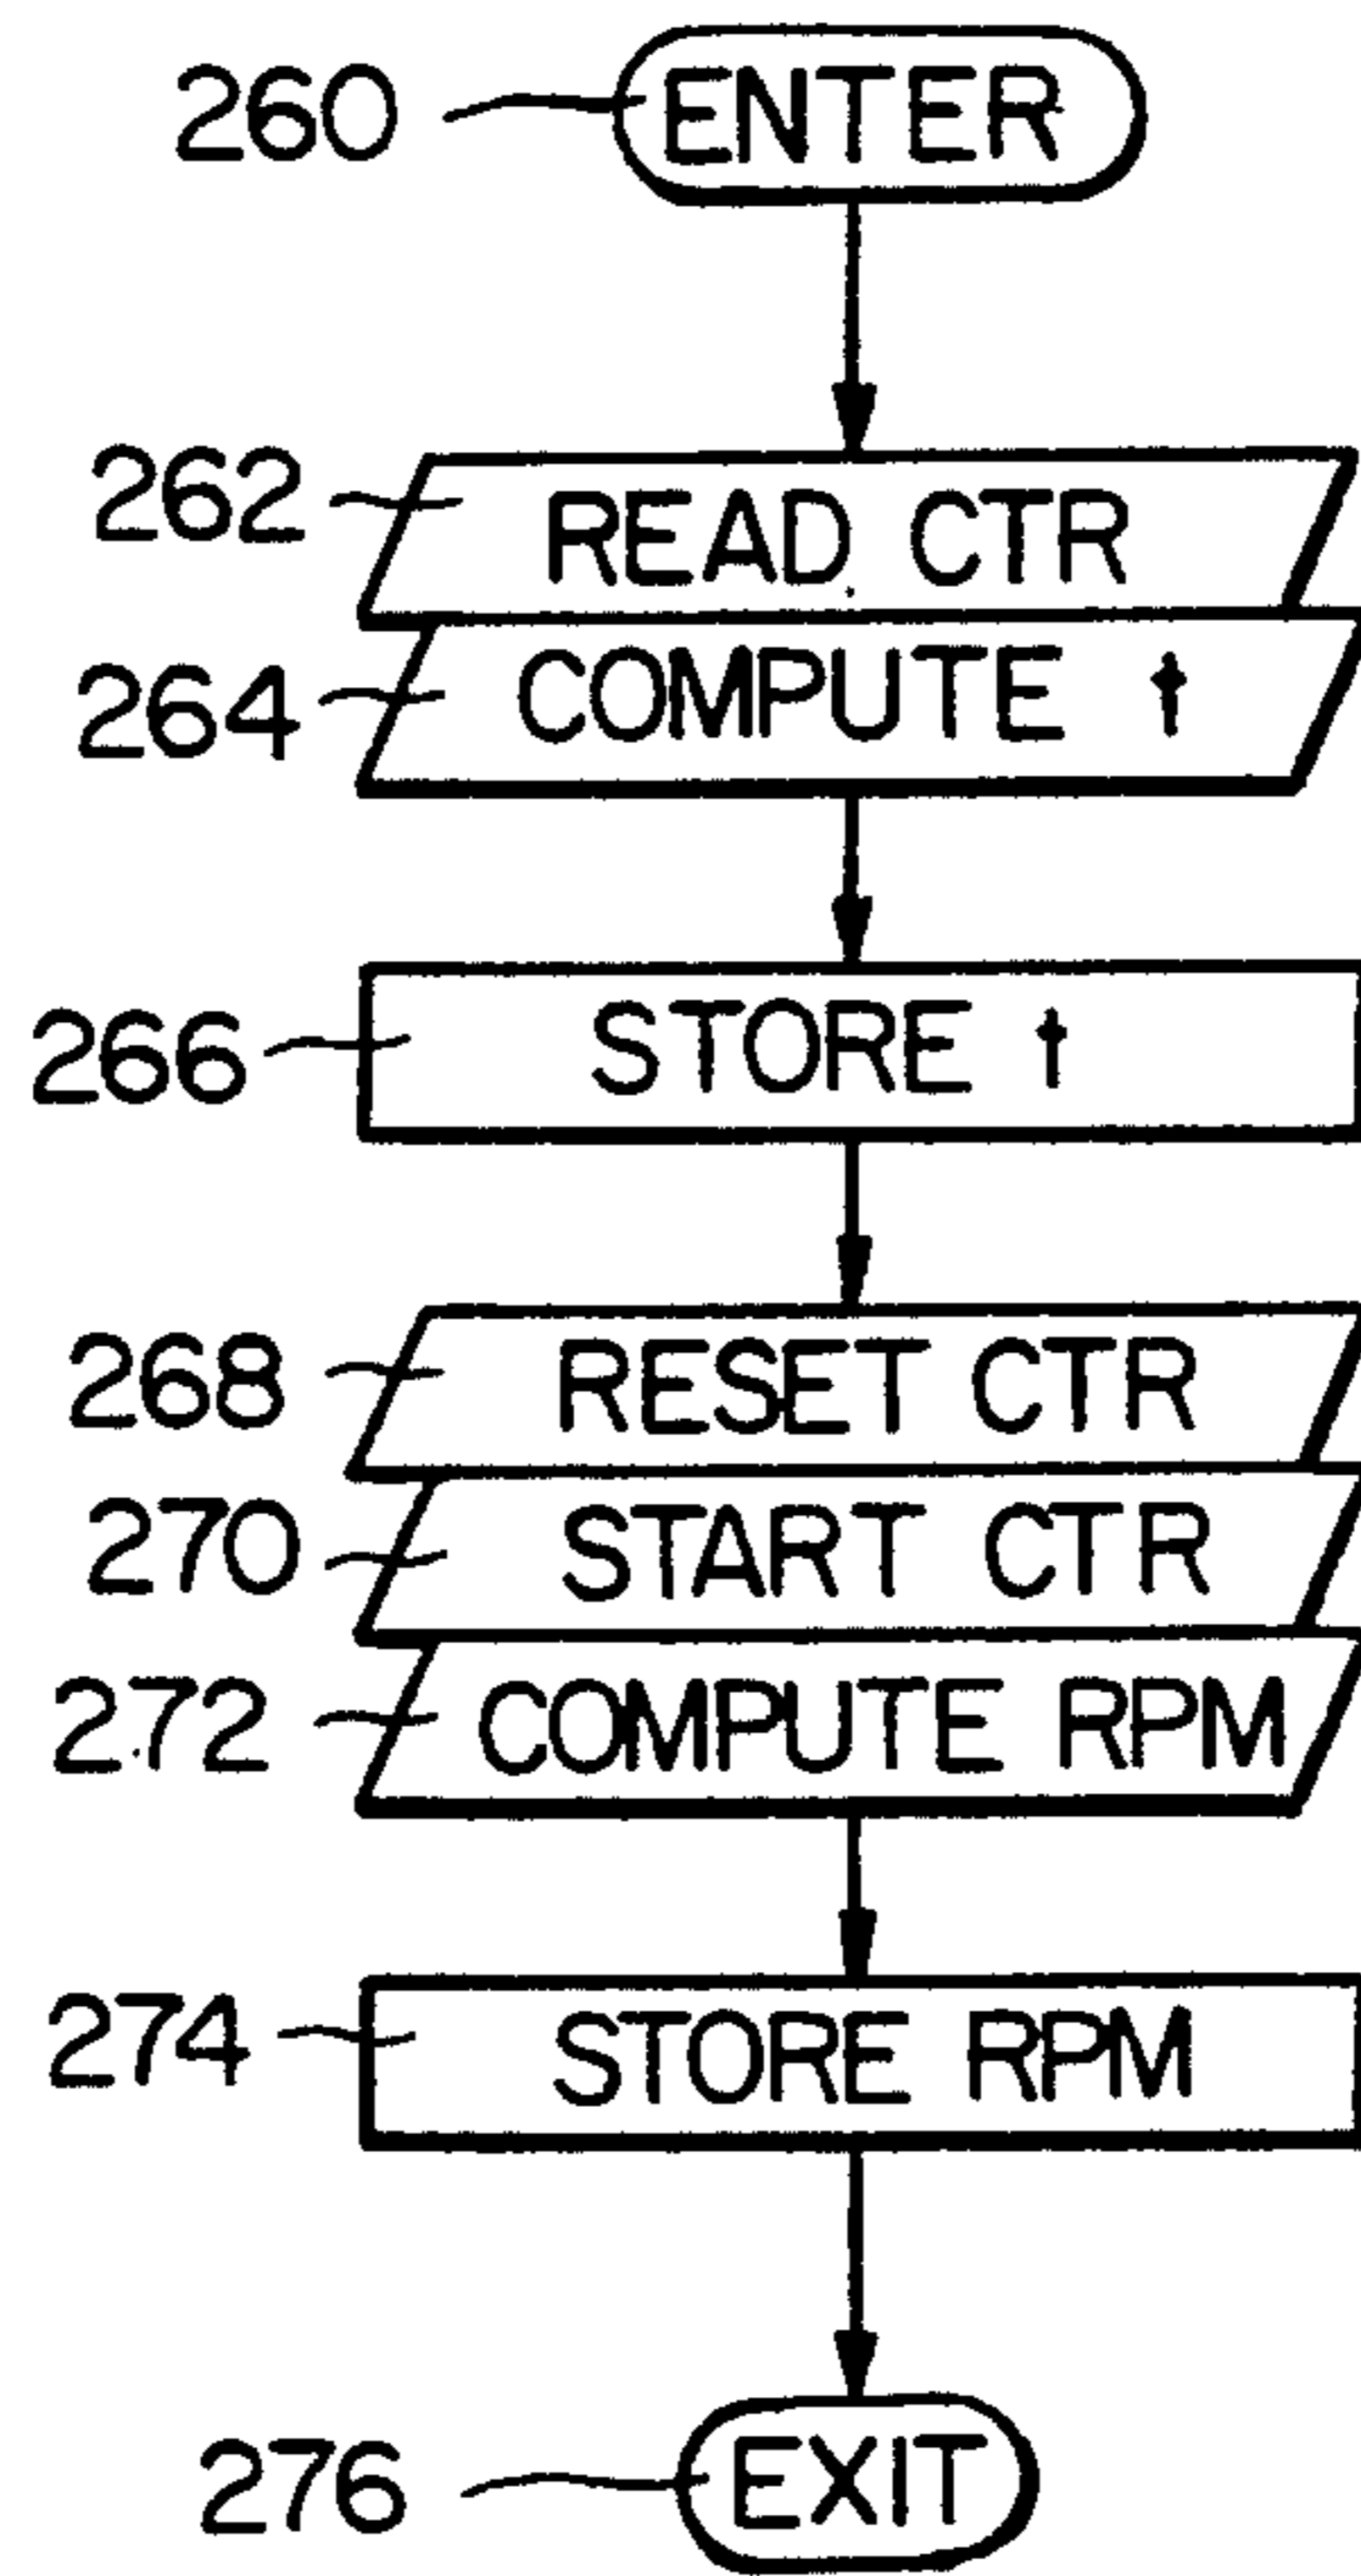 260 ENTER
262 READ CTR
264 COMPUTE t
266 STORE t
268 RESET CTR
270 START CTR
272 COMPUTE RPM
274 STORE RPM
276 EXIT